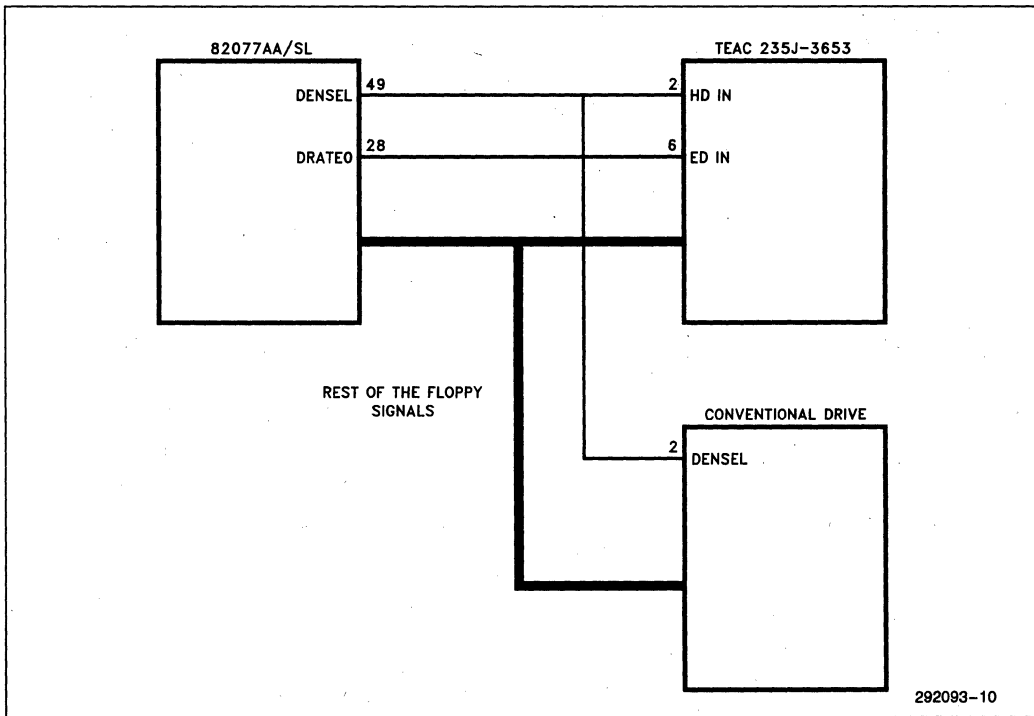 82077AA/SL
TEAC 235J-3653
DENSEL
49
2
HD IN
DRATE0
28
6
ED IN
REST OF THE FLOPPY
SIGNALS
CONVENTIONAL DRIVE
2
DENSEL
292093-10